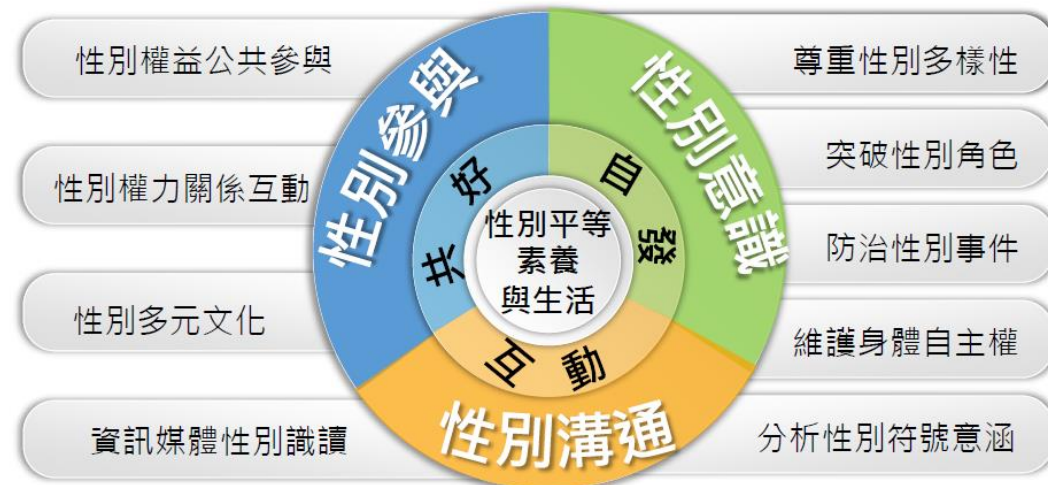 性別權益公共參與
性別權力關係互動
性別多元文化
資訊媒體性別識讀
性別參與
共好
性別意識
自發
性別平等
素養
與生活
互動
性別溝通
尊重性別多樣性
突破性別角色
防治性別事件
維護身體自主權
分析性別符號意涵